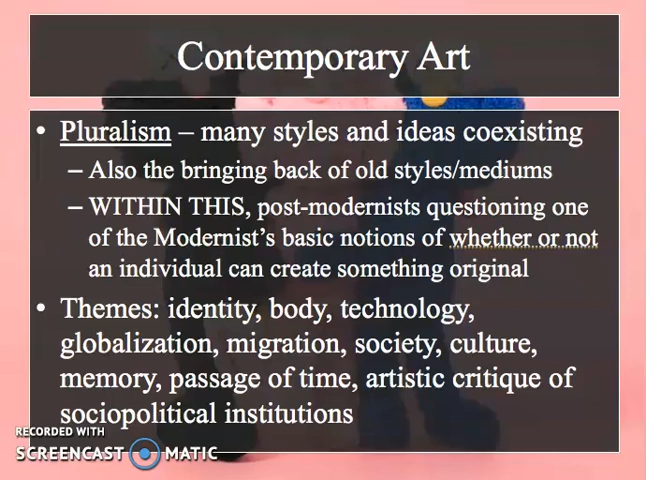 Contemporary Art
• Pluralism – many styles and ideas coexisting
– Also the bringing back of old styles/mediums
– WITHIN THIS, post-modernists questioning one
of the Modernist’s basic notions of whether or not
an individual can create something original
• Themes: identity, body, technology,
globalization, migration, society, culture,
memory, passage of time, artistic critique of
sociopolitical institutions
RECORDED WITH
SCREENCAST MATIC